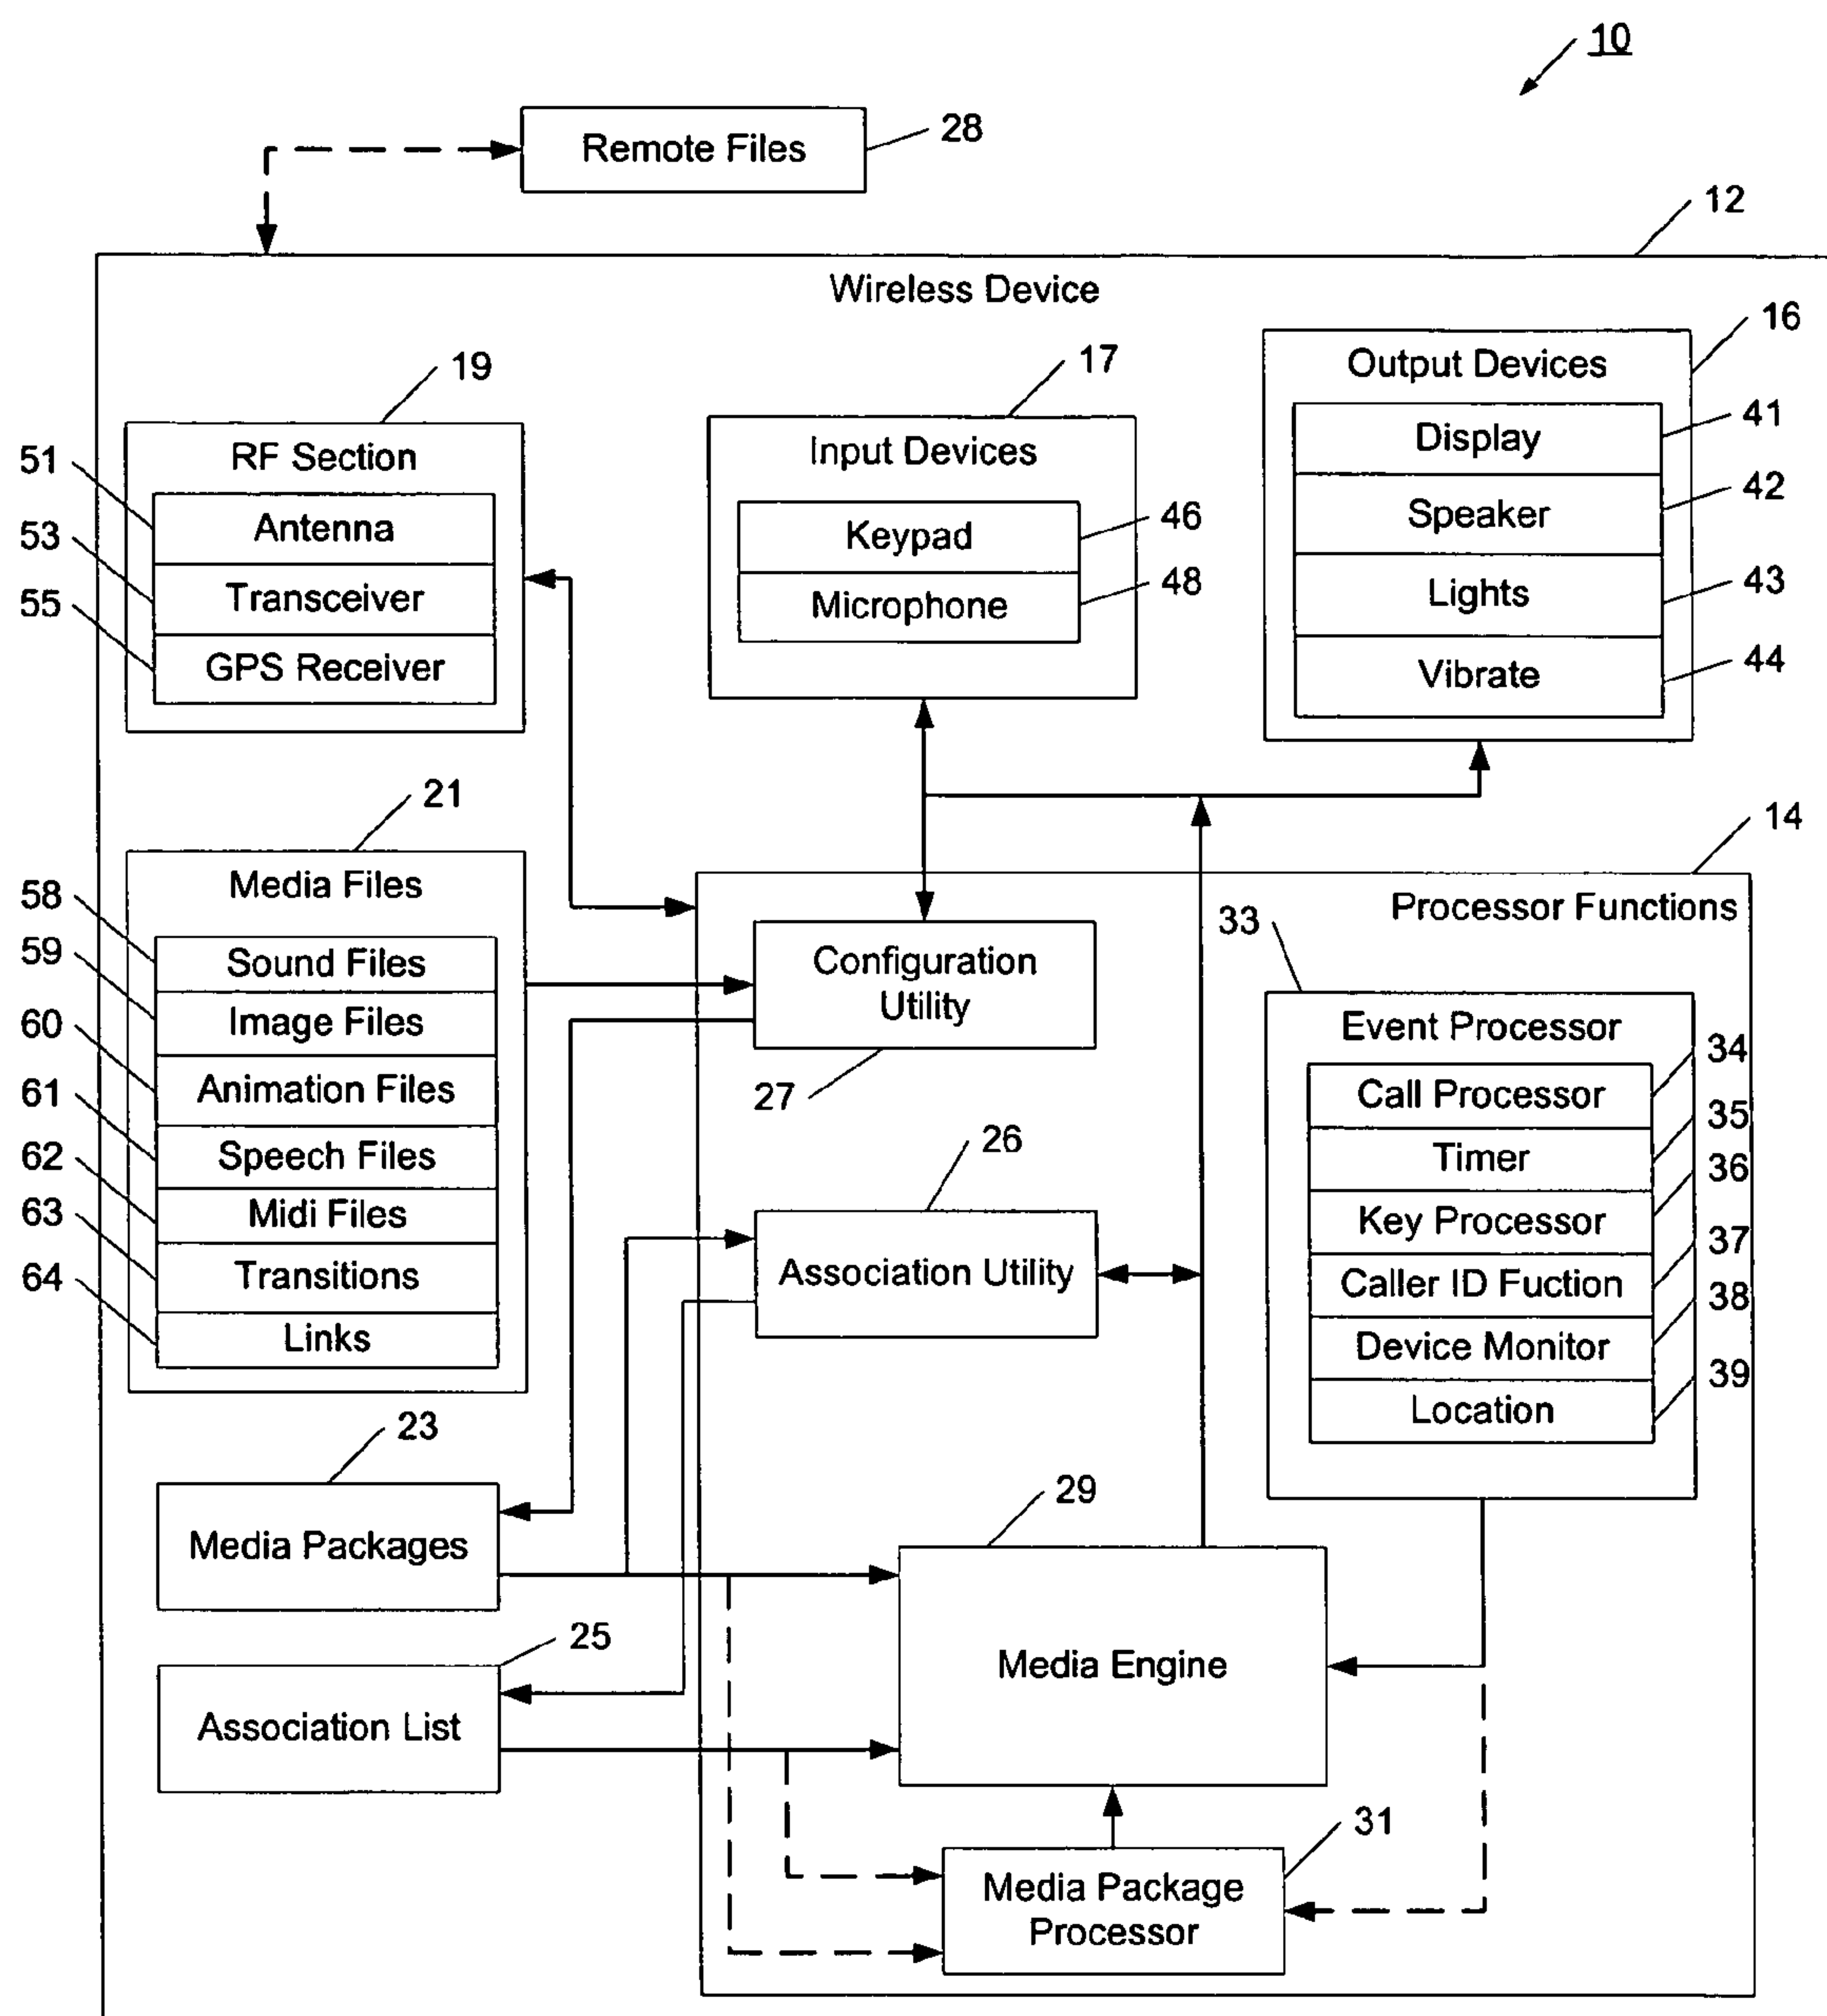 10
Remote Files
28
12
Wireless Device
19
RF Section
51
Antenna
53
Transceiver
55
GPS Receiver
17
Input Devices
Keypad
46
Microphone
48
16
Output Devices
Display
41
Speaker
42
Lights
43
Vibrate
44
21
Media Files
58
Sound Files
59
Image Files
60
Animation Files
61
Speech Files
62
Midi Files
63
Transitions
64
Links
14
Processor Functions
Configuration
Utility
27
33
Event Processor
34
Call Processor
35
Timer
36
Key Processor
37
Caller ID Fuction
38
Device Monitor
39
Location
26
Association Utility
23
Media Packages
29
Media Engine
25
Association List
31
Media Package
Processor